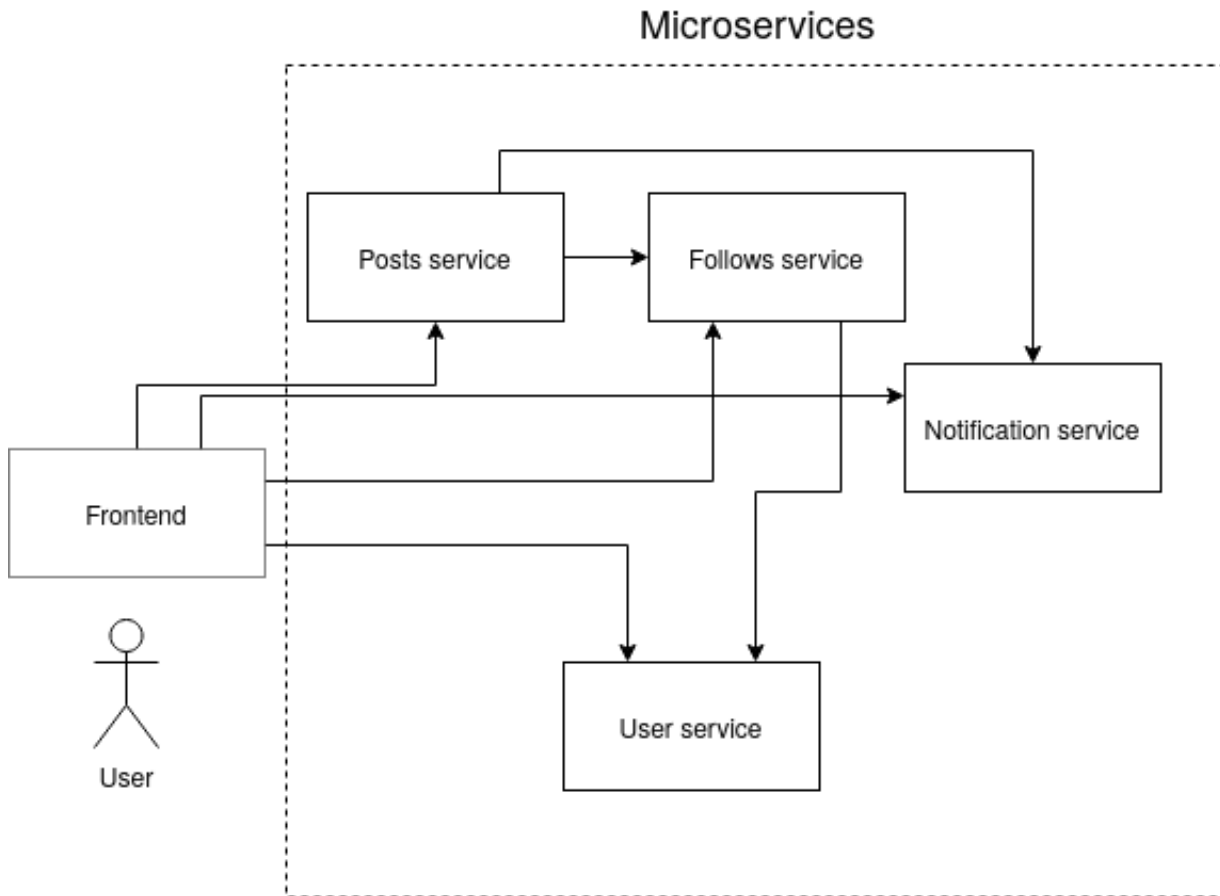 Microservices
Posts service
Follows service
Notification service
Frontend
User service
User